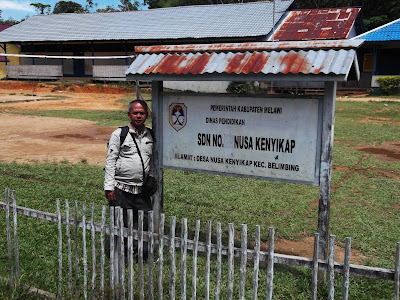 PEMERINTAH KABUPATEN MELAWI
DINAS PENDIDIKAN
SDN NO. NUSA KENYIKAP
ALAMAT : DESA NUSA KENYIKAP KEC. BELIMBING